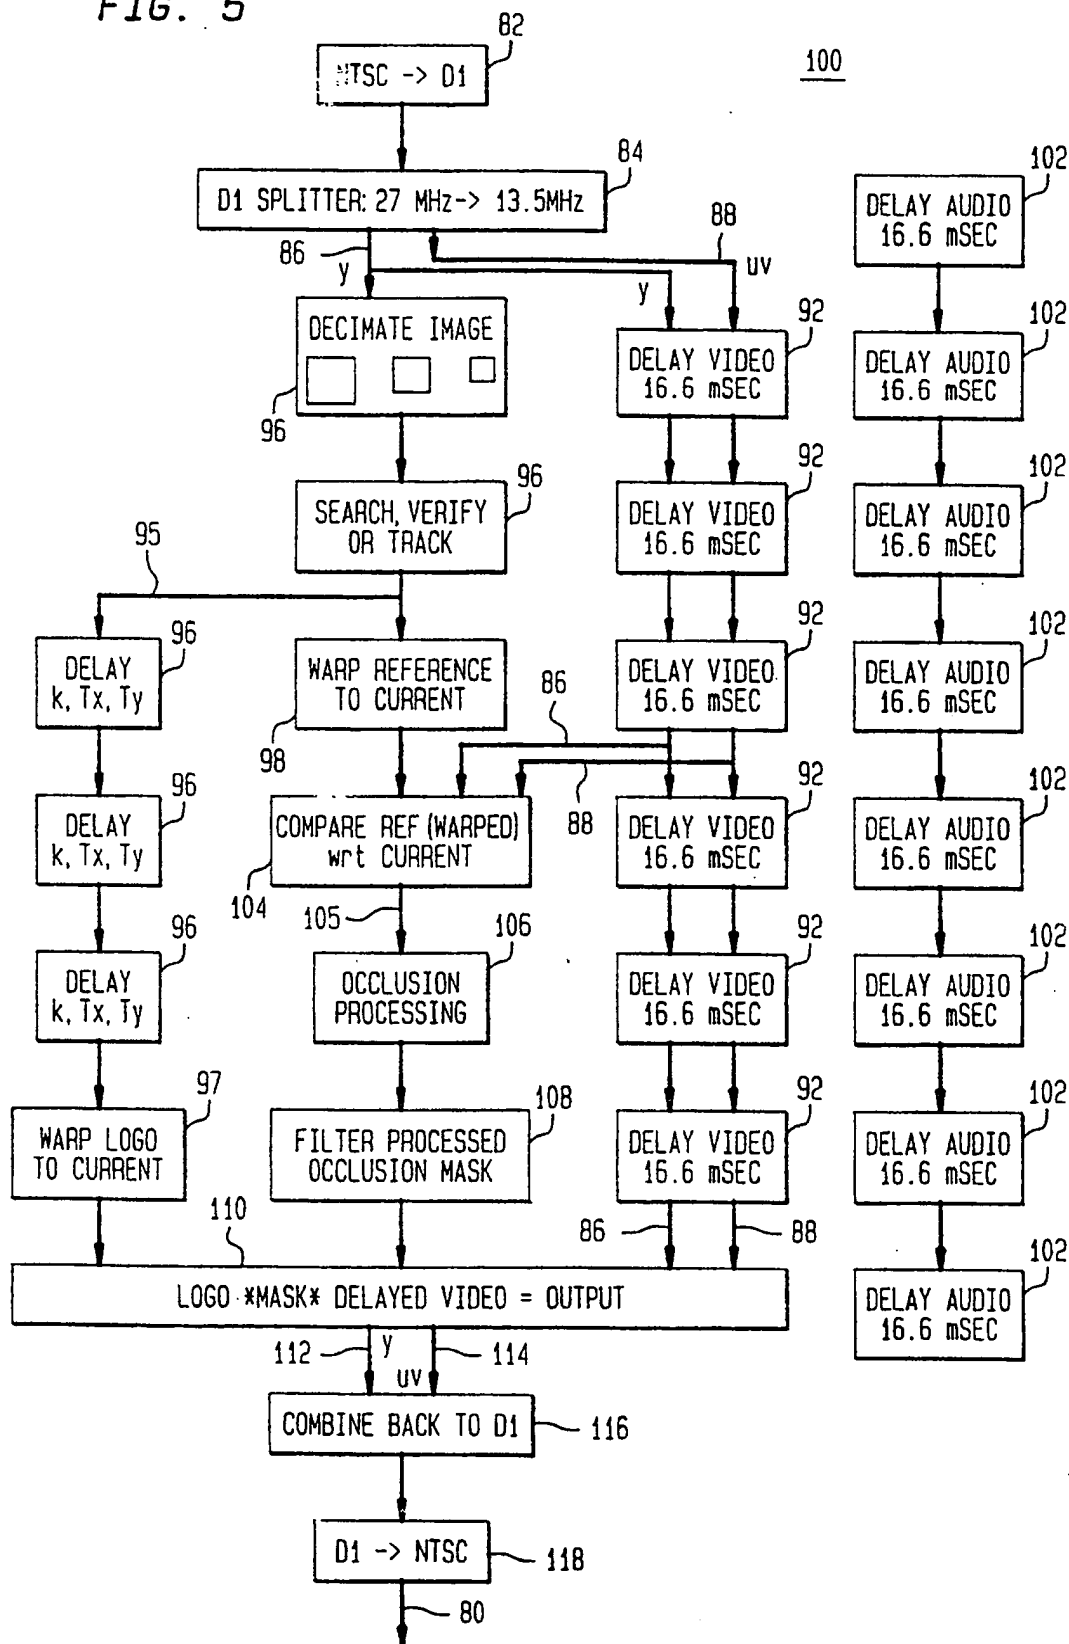 FIG. 5
82
100
NTSC -> D1
84
D1 SPLITTER: 27 MHz-> 13.5MHz
86
88
y
y
uv
DECIMATE IMAGE
96
92
DELAY VIDEO
16.6 mSEC
96
SEARCH, VERIFY
OR TRACK
92
DELAY VIDEO
16.6 mSEC
95
96
DELAY
k, Tx, Ty
WARP REFERENCE
TO CURRENT
98
92
DELAY VIDEO
16.6 mSEC
86
88
96
DELAY
k, Tx, Ty
COMPARE REF (WARPED)
wrt CURRENT
104
105
92
DELAY VIDEO
16.6 mSEC
96
DELAY
k, Tx, Ty
106
OCCLUSION
PROCESSING
92
DELAY VIDEO
16.6 mSEC
97
WARP LOGO
TO CURRENT
108
FILTER PROCESSED
OCCLUSION MASK
92
DELAY VIDEO
16.6 mSEC
86
88
110
LOGO *MASK* DELAYED VIDEO = OUTPUT
112
y
uv
114
COMBINE BACK TO D1
116
D1 -> NTSC
118
80
102
DELAY AUDIO
16.6 mSEC
102
DELAY AUDIO
16.6 mSEC
102
DELAY AUDIO
16.6 mSEC
102
DELAY AUDIO
16.6 mSEC
102
DELAY AUDIO
16.6 mSEC
102
DELAY AUDIO
16.6 mSEC
102
DELAY AUDIO
16.6 mSEC
102
DELAY AUDIO
16.6 mSEC